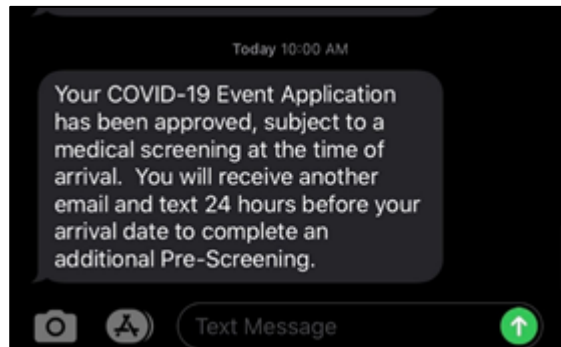 Today 10:00 AM
Your COVID-19 Event Application
has been approved, subject to a
medical screening at the time of
arrival.  You will receive another
email and text 24 hours before your
arrival date to complete an
additional Pre-Screening.
Text Message